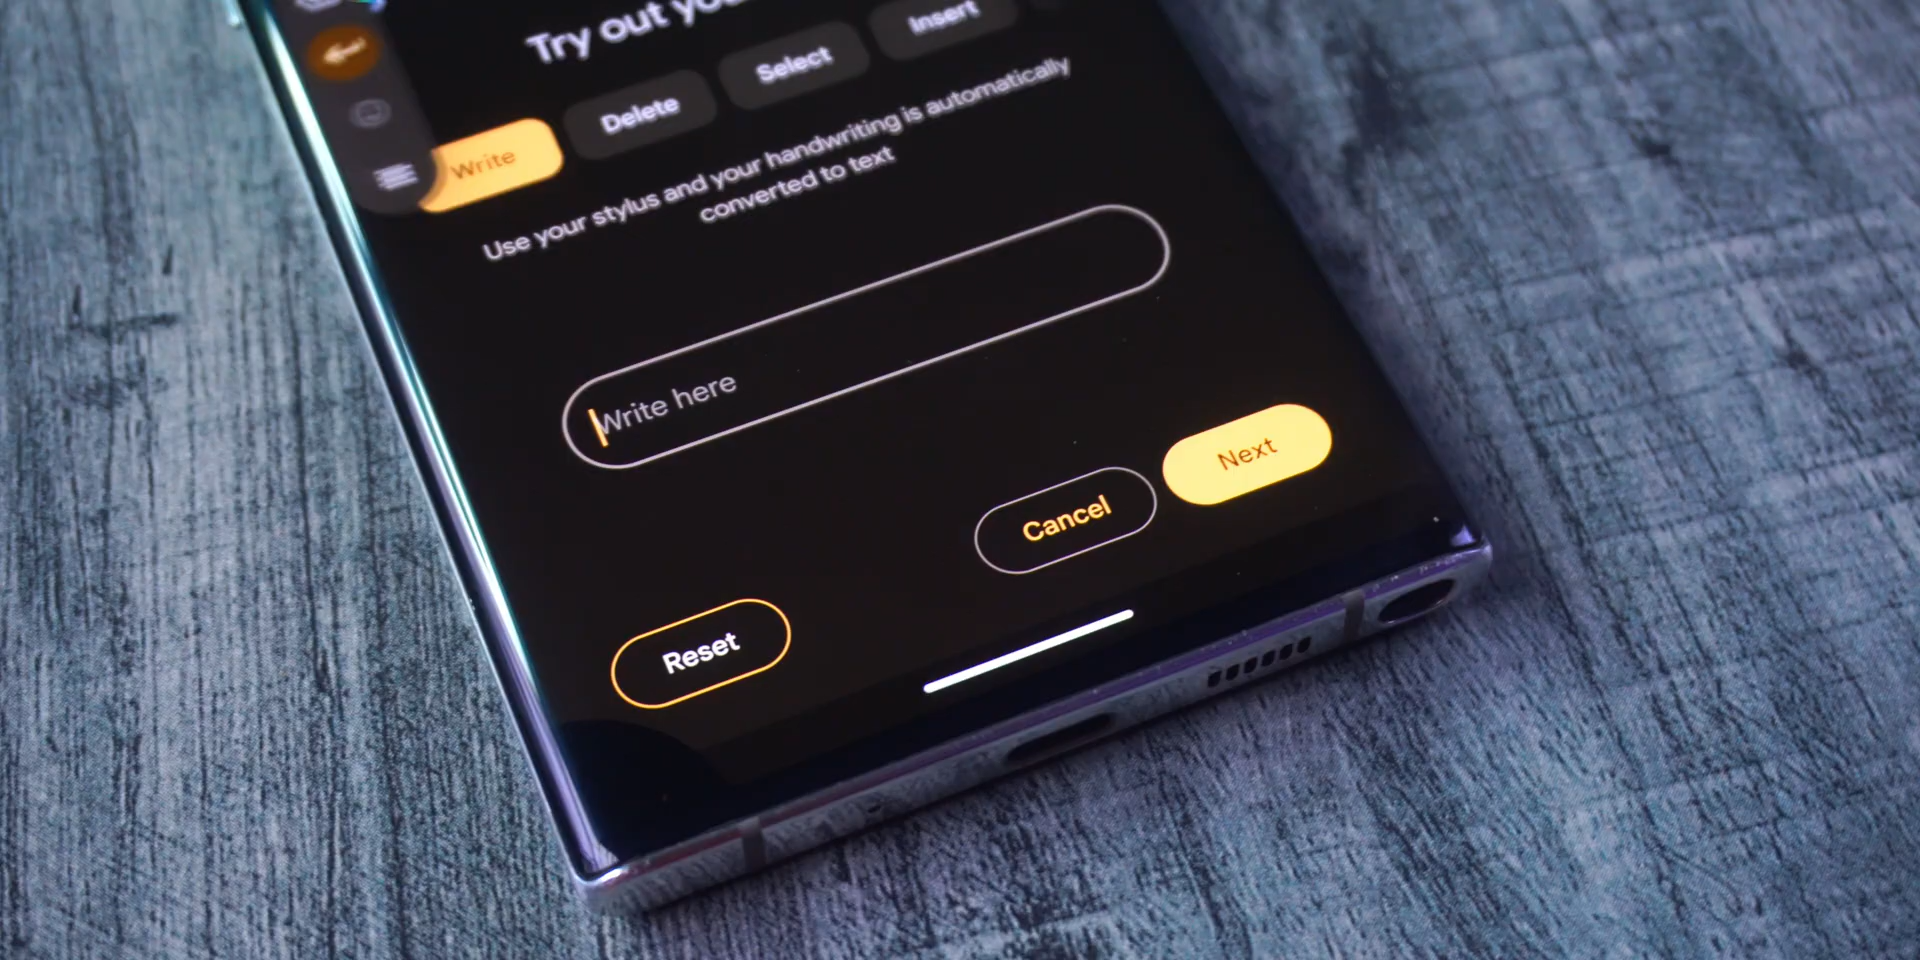 Try out
Write Delete Select Insert
Use your stylus and your handwriting is automatically
converted to text
Write here
Cancel Next
Reset